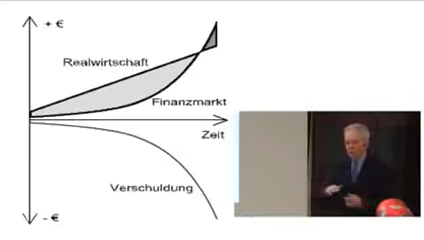 + €
Realwirtschaft
Finanzmarkt
Zeit
Verschuldung
- €